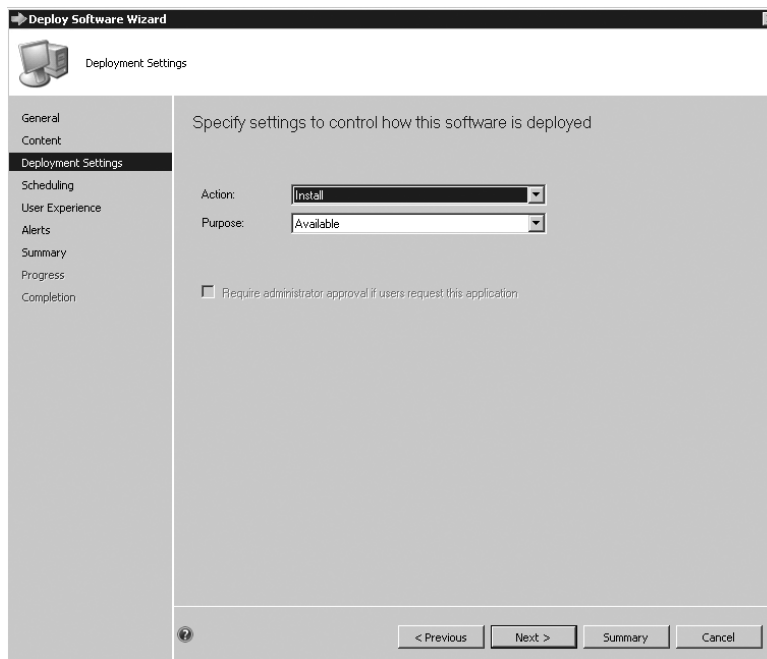 Deploy Software Wizard
Deployment Settings
General
Content
Deployment Settings
Scheduling
User Experience
Alerts
Summary
Progress
Completion
Specify settings to control how this software is deployed
Action: Install
Purpose: Available
Require administrator approval if users request this application
? < Previous Next > Summary Cancel